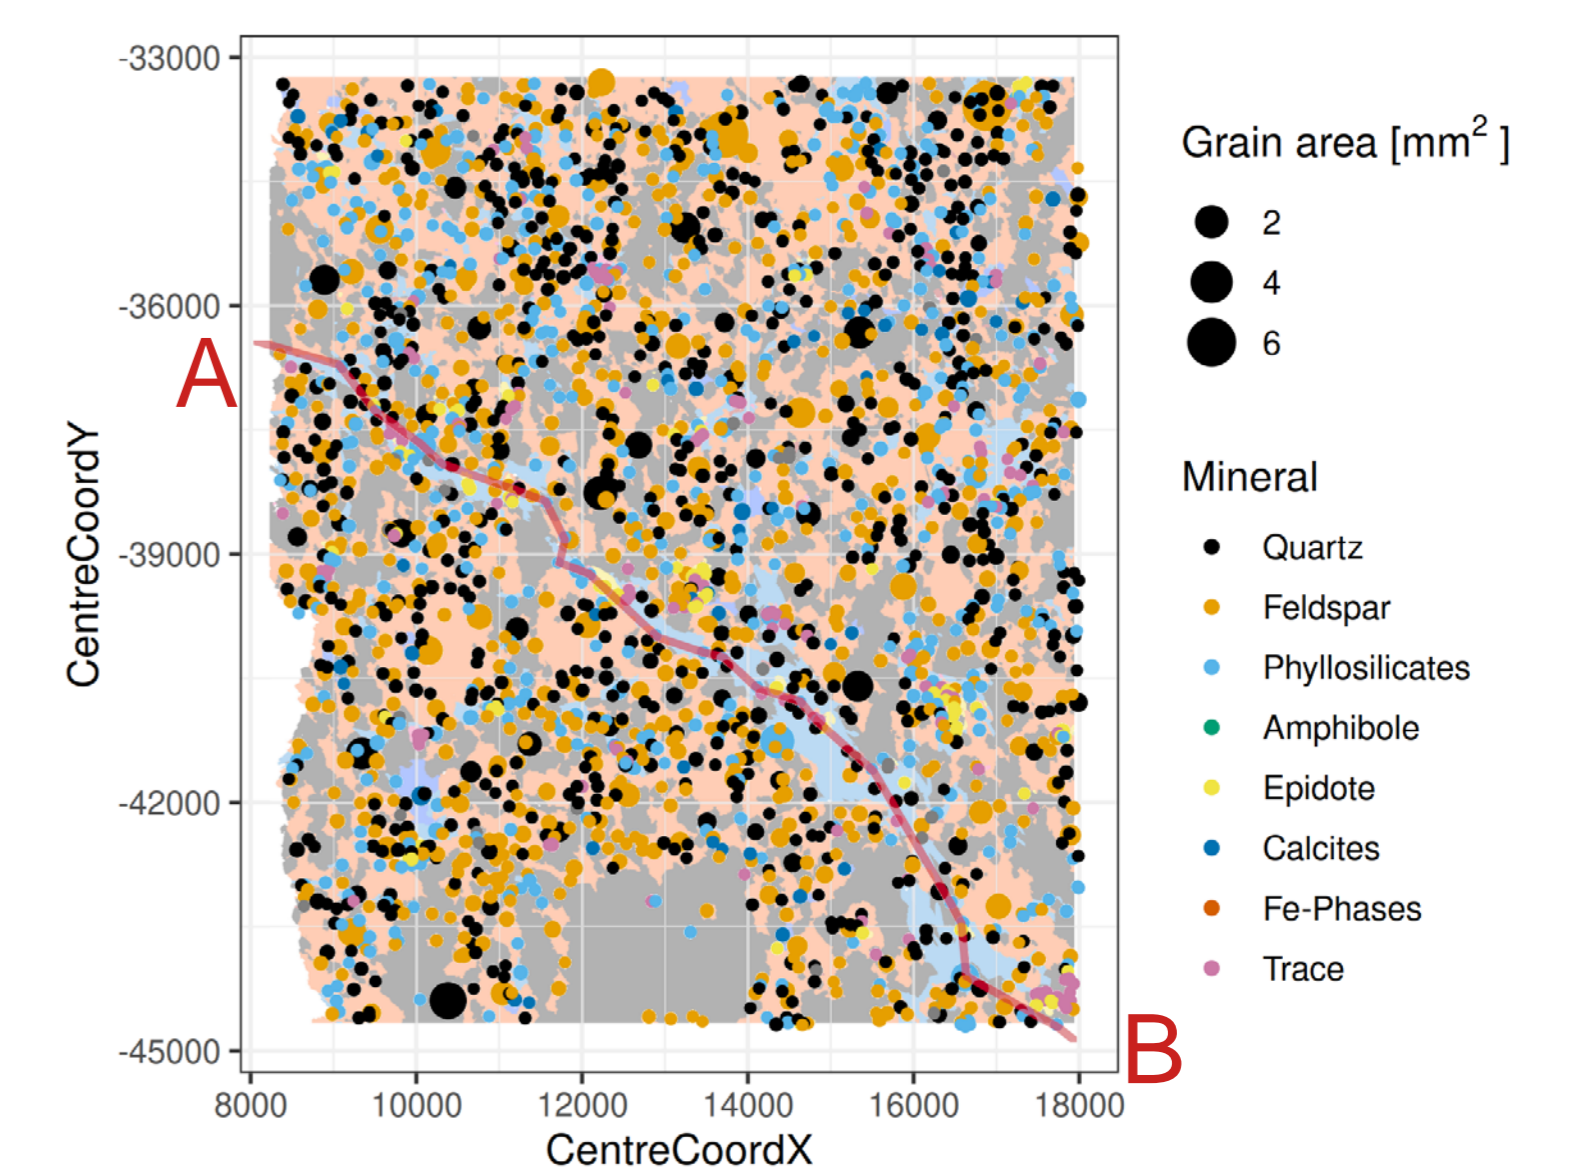 -33000
-36000
-39000
-42000
-45000
CentreCoordY
8000 10000 12000 14000 16000 18000
CentreCoordX
A
B
Grain area [mm² ]
2
4
6
Mineral
Quartz
Feldspar
Phyllosilicates
Amphibole
Epidote
Calcites
Fe-Phases
Trace